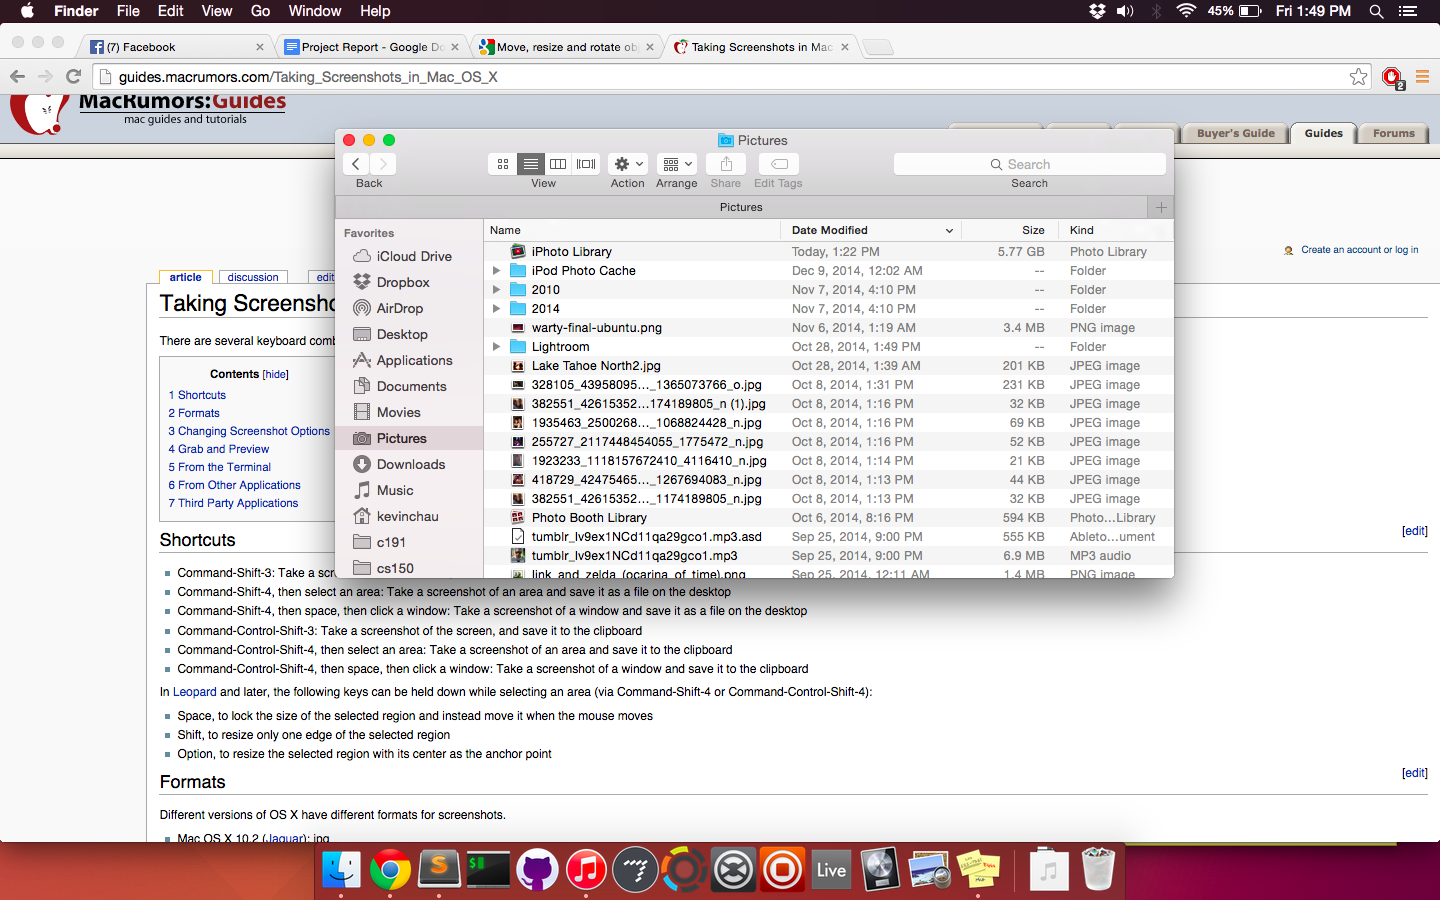 Finder File Edit View Go Window Help 45% Fri 1:49 PM
(7) Facebook Project Report - Google Do Move, resize and rotate ob Taking Screenshots in Mac
guides.macrumors.com/Taking_Screenshots_in_Mac_OS_X 2
MacRumors:Guides
mac guides and tutorials
Buyer's Guide Guides Forums
Create an account or log in
article discussion edit
Taking Screensho
There are several keyboard comb
Contents [hide]
1 Shortcuts
2 Formats
3 Changing Screenshot Options
4 Grab and Preview
5 From the Terminal
6 From Other Applications
7 Third Party Applications
Pictures
Back View Action Arrange Share Edit Tags Search
Search
Pictures
Favorites
iCloud Drive
Dropbox
AirDrop
Desktop
Applications
Documents
Movies
Pictures
Downloads
Music
kevinchau
c191
cs150
Name Date Modified Size Kind
iPhoto Library Today, 1:22 PM 5.77 GB Photo Library
iPod Photo Cache Dec 9, 2014, 12:02 AM -- Folder
2010 Nov 7, 2014, 4:10 PM -- Folder
2014 Nov 7, 2014, 4:10 PM -- Folder
warty-final-ubuntu.png Nov 6, 2014, 1:19 AM 3.4 MB PNG image
Lightroom Oct 28, 2014, 1:49 PM -- Folder
Lake Tahoe North2.jpg Oct 28, 2014, 1:39 AM 201 KB JPEG image
328105_43958095..._1365073766_o.jpg Oct 8, 2014, 1:31 PM 231 KB JPEG image
382551_42615352...174189805_n (1).jpg Oct 8, 2014, 1:16 PM 32 KB JPEG image
1935463_2500268..._1068824428_n.jpg Oct 8, 2014, 1:16 PM 69 KB JPEG image
255727_2117448454055_1775472_n.jpg Oct 8, 2014, 1:16 PM 52 KB JPEG image
1923233_1118157672410_4116410_n.jpg Oct 8, 2014, 1:14 PM 21 KB JPEG image
418729_42475465..._1267694083_n.jpg Oct 8, 2014, 1:13 PM 44 KB JPEG image
382551_42615352..._1174189805_n.jpg Oct 8, 2014, 1:13 PM 32 KB JPEG image
Photo Booth Library Oct 6, 2014, 8:16 PM 594 KB Photo...Library
tumblr_lv9ex1NCd11qa29gco1.mp3.asd Sep 25, 2014, 9:00 PM 555 KB Ableto...ument
tumblr_lv9ex1NCd11qa29gco1.mp3 Sep 25, 2014, 9:00 PM 6.9 MB MP3 audio
link_and_zelda_(ocarina_of_time).png Sep 25, 2014, 12:11 AM 1.4 MB PNG image
Shortcuts [edit]
Command-Shift-3: Take a scr
Command-Shift-4, then select an area: Take a screenshot of an area and save it as a file on the desktop
Command-Shift-4, then space, then click a window: Take a screenshot of a window and save it as a file on the desktop
Command-Control-Shift-3: Take a screenshot of the screen, and save it to the clipboard
Command-Control-Shift-4, then select an area: Take a screenshot of an area and save it to the clipboard
Command-Control-Shift-4, then space, then click a window: Take a screenshot of a window and save it to the clipboard
In Leopard and later, the following keys can be held down while selecting an area (via Command-Shift-4 or Command-Control-Shift-4):
Space, to lock the size of the selected region and instead move it when the mouse moves
Shift, to resize only one edge of the selected region
Option, to resize the selected region with its center as the anchor point
Formats [edit]
Different versions of OS X have different formats for screenshots.
Mac OS X 10.2 (Jaguar): jpg
Live